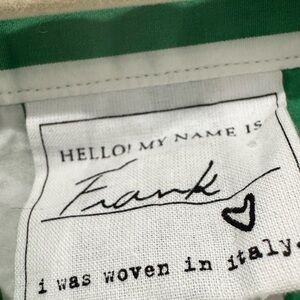 HELLO! MY NAME IS
Frank
i was woven in italy.